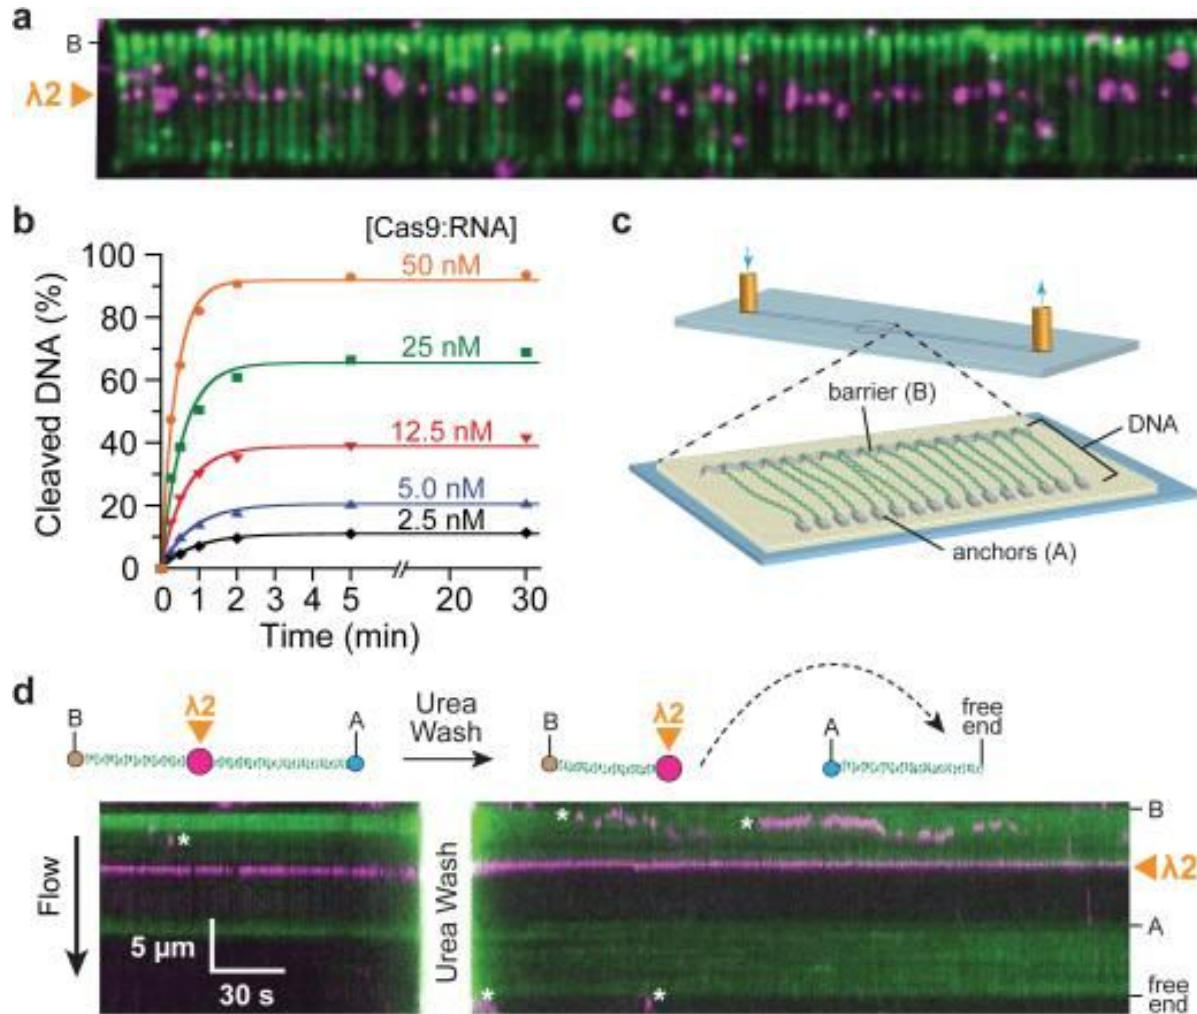 a
B
λ2
b
[Cas9:RNA]
100
80
60
40
20
0
Cleaved DNA (%)
50 nM
25 nM
12.5 nM
5.0 nM
2.5 nM
0 1 2 3 4 5 // 20 30
Time (min)
c
barrier (B)
DNA
anchors (A)
d
B
λ2
A
Urea
Wash
B
λ2
A
free
end
Flow
*
5 μm
30 s
Urea Wash
*
*
*
*
B
λ2
A
free
end